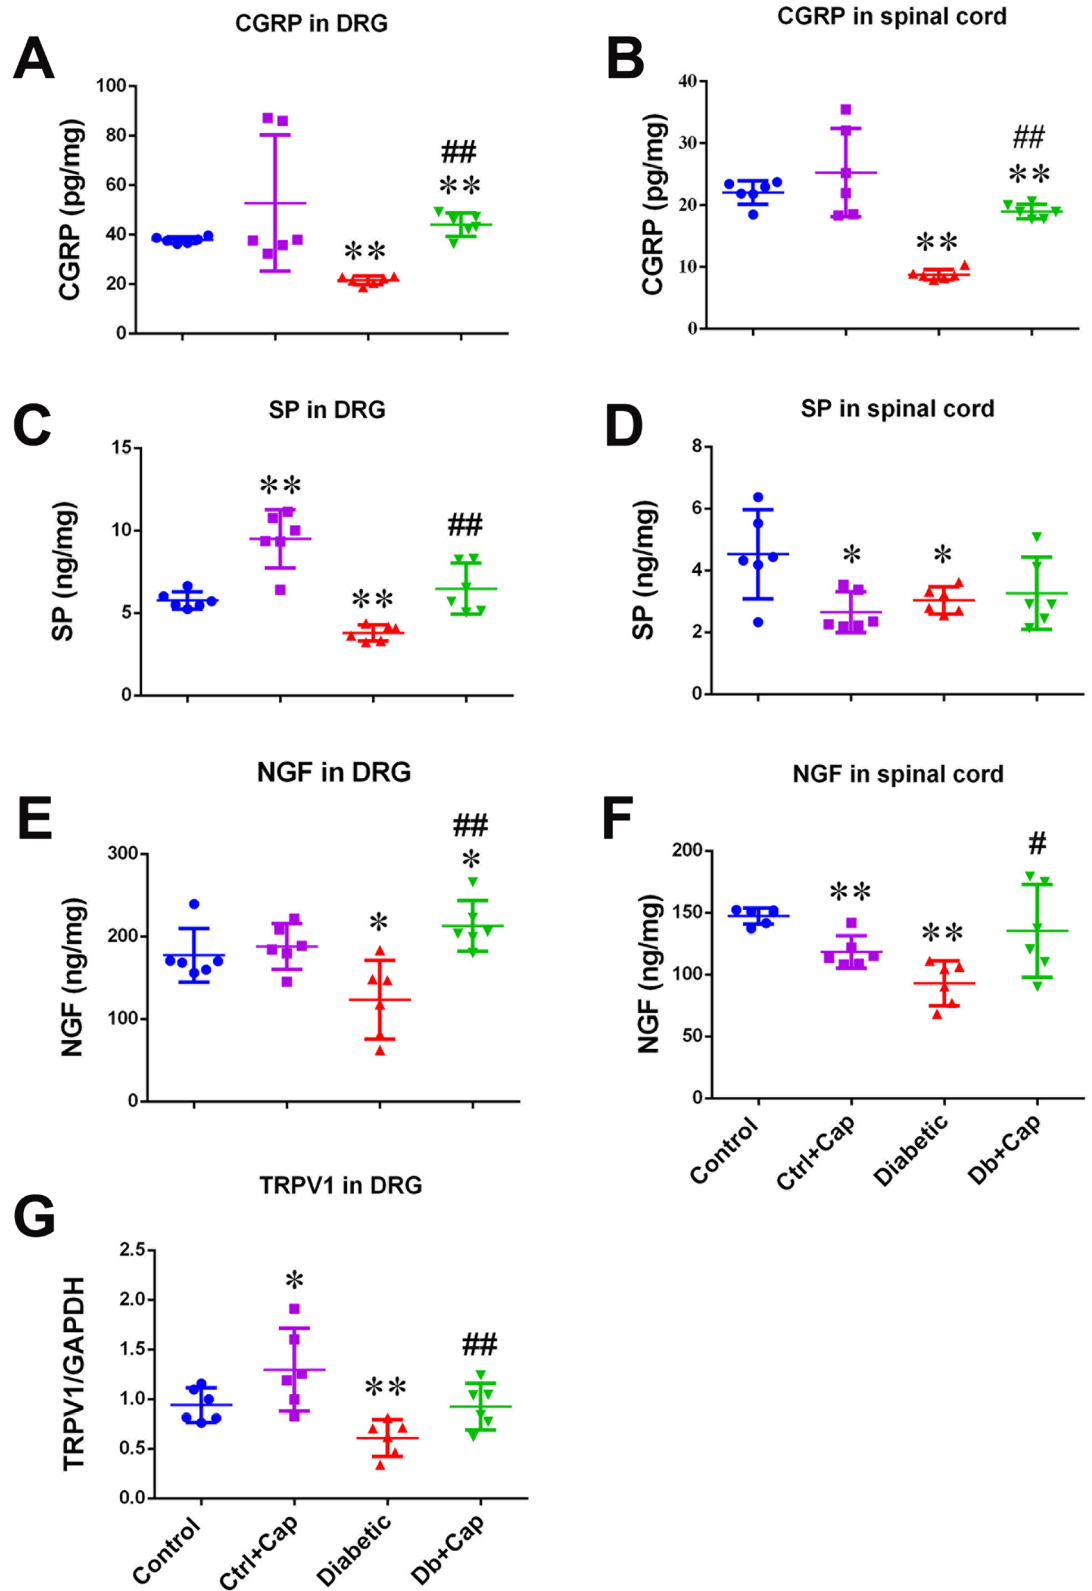 CGRP in DRG
A
CGRP (pg/mg)
100
80
60
40
20
0
**
##
**
CGRP in spinal cord
B
CGRP (pg/mg)
40
30
20
10
0
**
##
**
SP in DRG
C
SP (ng/mg)
15
10
5
0
**
**
##
SP in spinal cord
D
SP (ng/mg)
8
6
4
2
0
*
*
NGF in DRG
E
NGF (ng/mg)
300
200
100
0
*
##
*
NGF in spinal cord
F
NGF (ng/mg)
200
150
100
50
0
**
**
#
Control
Ctrl+Cap
Diabetic
Db+Cap
TRPV1 in DRG
G
TRPV1/GAPDH
2.5
2.0
1.5
1.0
0.5
0.0
*
**
##
Control
Ctrl+Cap
Diabetic
Db+Cap